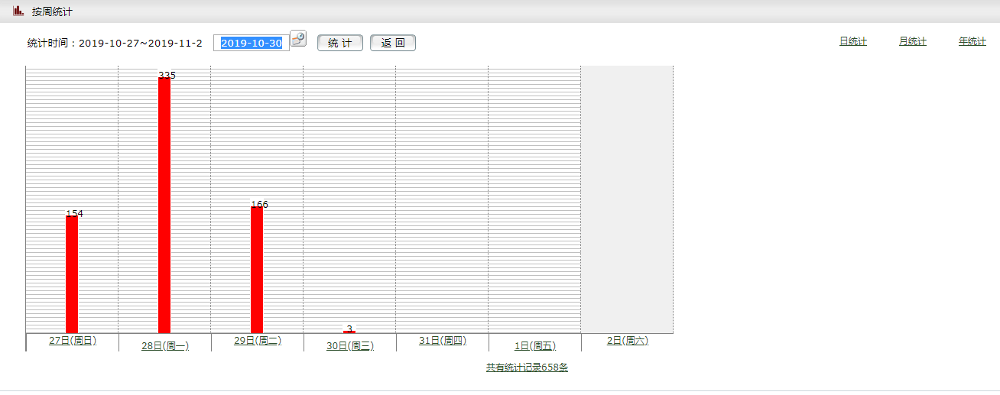 按周统计
统计时间：2019-10-27~2019-11-2 2019-10-30 统 计 返 回 日统计 月统计 年统计
335
166
154
3
27日(周日) 28日(周一) 29日(周二) 30日(周三) 31日(周四) 1日(周五) 2日(周六)
共有统计记录658条